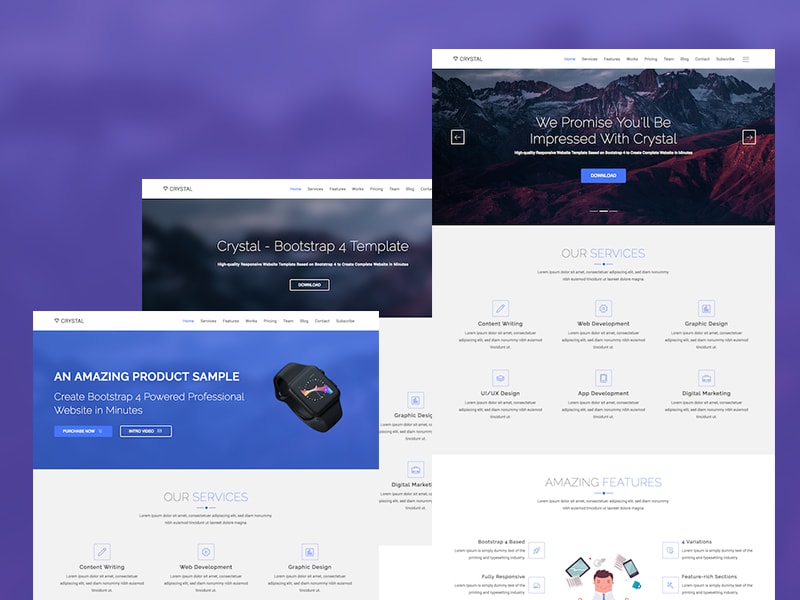 CRYSTAL
Home Services Features Works Pricing Team Blog Contact Subscribe
We Promise You'll Be
Impressed With Crystal
High-quality Responsive Website Template Based on Bootstrap 4 to Create Complete Website in Minutes
DOWNLOAD
OUR SERVICES
Lorem ipsum dolor sit amet, consectetuer adipiscing elit, sed diam nonummy
nibh euismod tincidunt ut laoreet dolore magna.
Content Writing
Lorem ipsum dolor sit amet, consectetuer
adipiscing elit, sed diam nonummy nibh euismod
tincidunt ut
Web Development
Lorem ipsum dolor sit amet, consectetuer
adipiscing elit, sed diam nonummy nibh euismod
tincidunt ut
Graphic Design
Lorem ipsum dolor sit amet, consectetuer
adipiscing elit, sed diam nonummy nibh euismod
tincidunt ut
UI/UX Design
Lorem ipsum dolor sit amet, consectetuer
adipiscing elit, sed diam nonummy nibh euismod
tincidunt ut
App Development
Lorem ipsum dolor sit amet, consectetuer
adipiscing elit, sed diam nonummy nibh euismod
tincidunt ut
Digital Marketing
Lorem ipsum dolor sit amet, consectetuer
adipiscing elit, sed diam nonummy nibh euismod
tincidunt ut
AMAZING FEATURES
Lorem ipsum dolor sit amet, consectetuer adipiscing elit, sed diam nonummy
nibh euismod tincidunt ut laoreet dolore magna.
Bootstrap 4 Based
Lorem ipsum is simply dummy text of the
printing and typesetting industry.
4 Variations
Lorem ipsum is simply dummy text of the
printing and typesetting industry.
Fully Responsive
Lorem ipsum is simply dummy text of the
printing and typesetting industry.
Feature-rich Sections
Lorem ipsum is simply dummy text of the
printing and typesetting industry.
CRYSTAL
Home Services Features Works Pricing Team Blog Conta
Crystal - Bootstrap 4 Template
High-quality Responsive Website Template Based on Bootstrap 4 to Create Complete Website in Minutes
DOWNLOAD
Graphic Desig
Lorem ipsum dolor sit amet,
adipiscing elit, sed diam nonummy
tincidunt ut
Digital Market
Lorem ipsum dolor sit amet,
adipiscing elit, sed diam nonummy
tincidunt ut
CRYSTAL
Home Services Features Works Pricing Team Blog Contact Subscribe
AN AMAZING PRODUCT SAMPLE
Create Bootstrap 4 Powered Professional
Website in Minutes
PURCHASE NOW
INTRO VIDEO
OUR SERVICES
Lorem ipsum dolor sit amet, consectetuer adipiscing elit, sed diam nonummy
nibh euismod tincidunt ut laoreet dolore magna.
Content Writing
Lorem ipsum dolor sit amet, consectetuer
adipiscing elit, sed diam nonummy nibh euismod
tincidunt ut
Web Development
Lorem ipsum dolor sit amet, consectetuer
adipiscing elit, sed diam nonummy nibh euismod
tincidunt ut
Graphic Design
Lorem ipsum dolor sit amet, consectetuer
adipiscing elit, sed diam nonummy nibh euismod
tincidunt ut